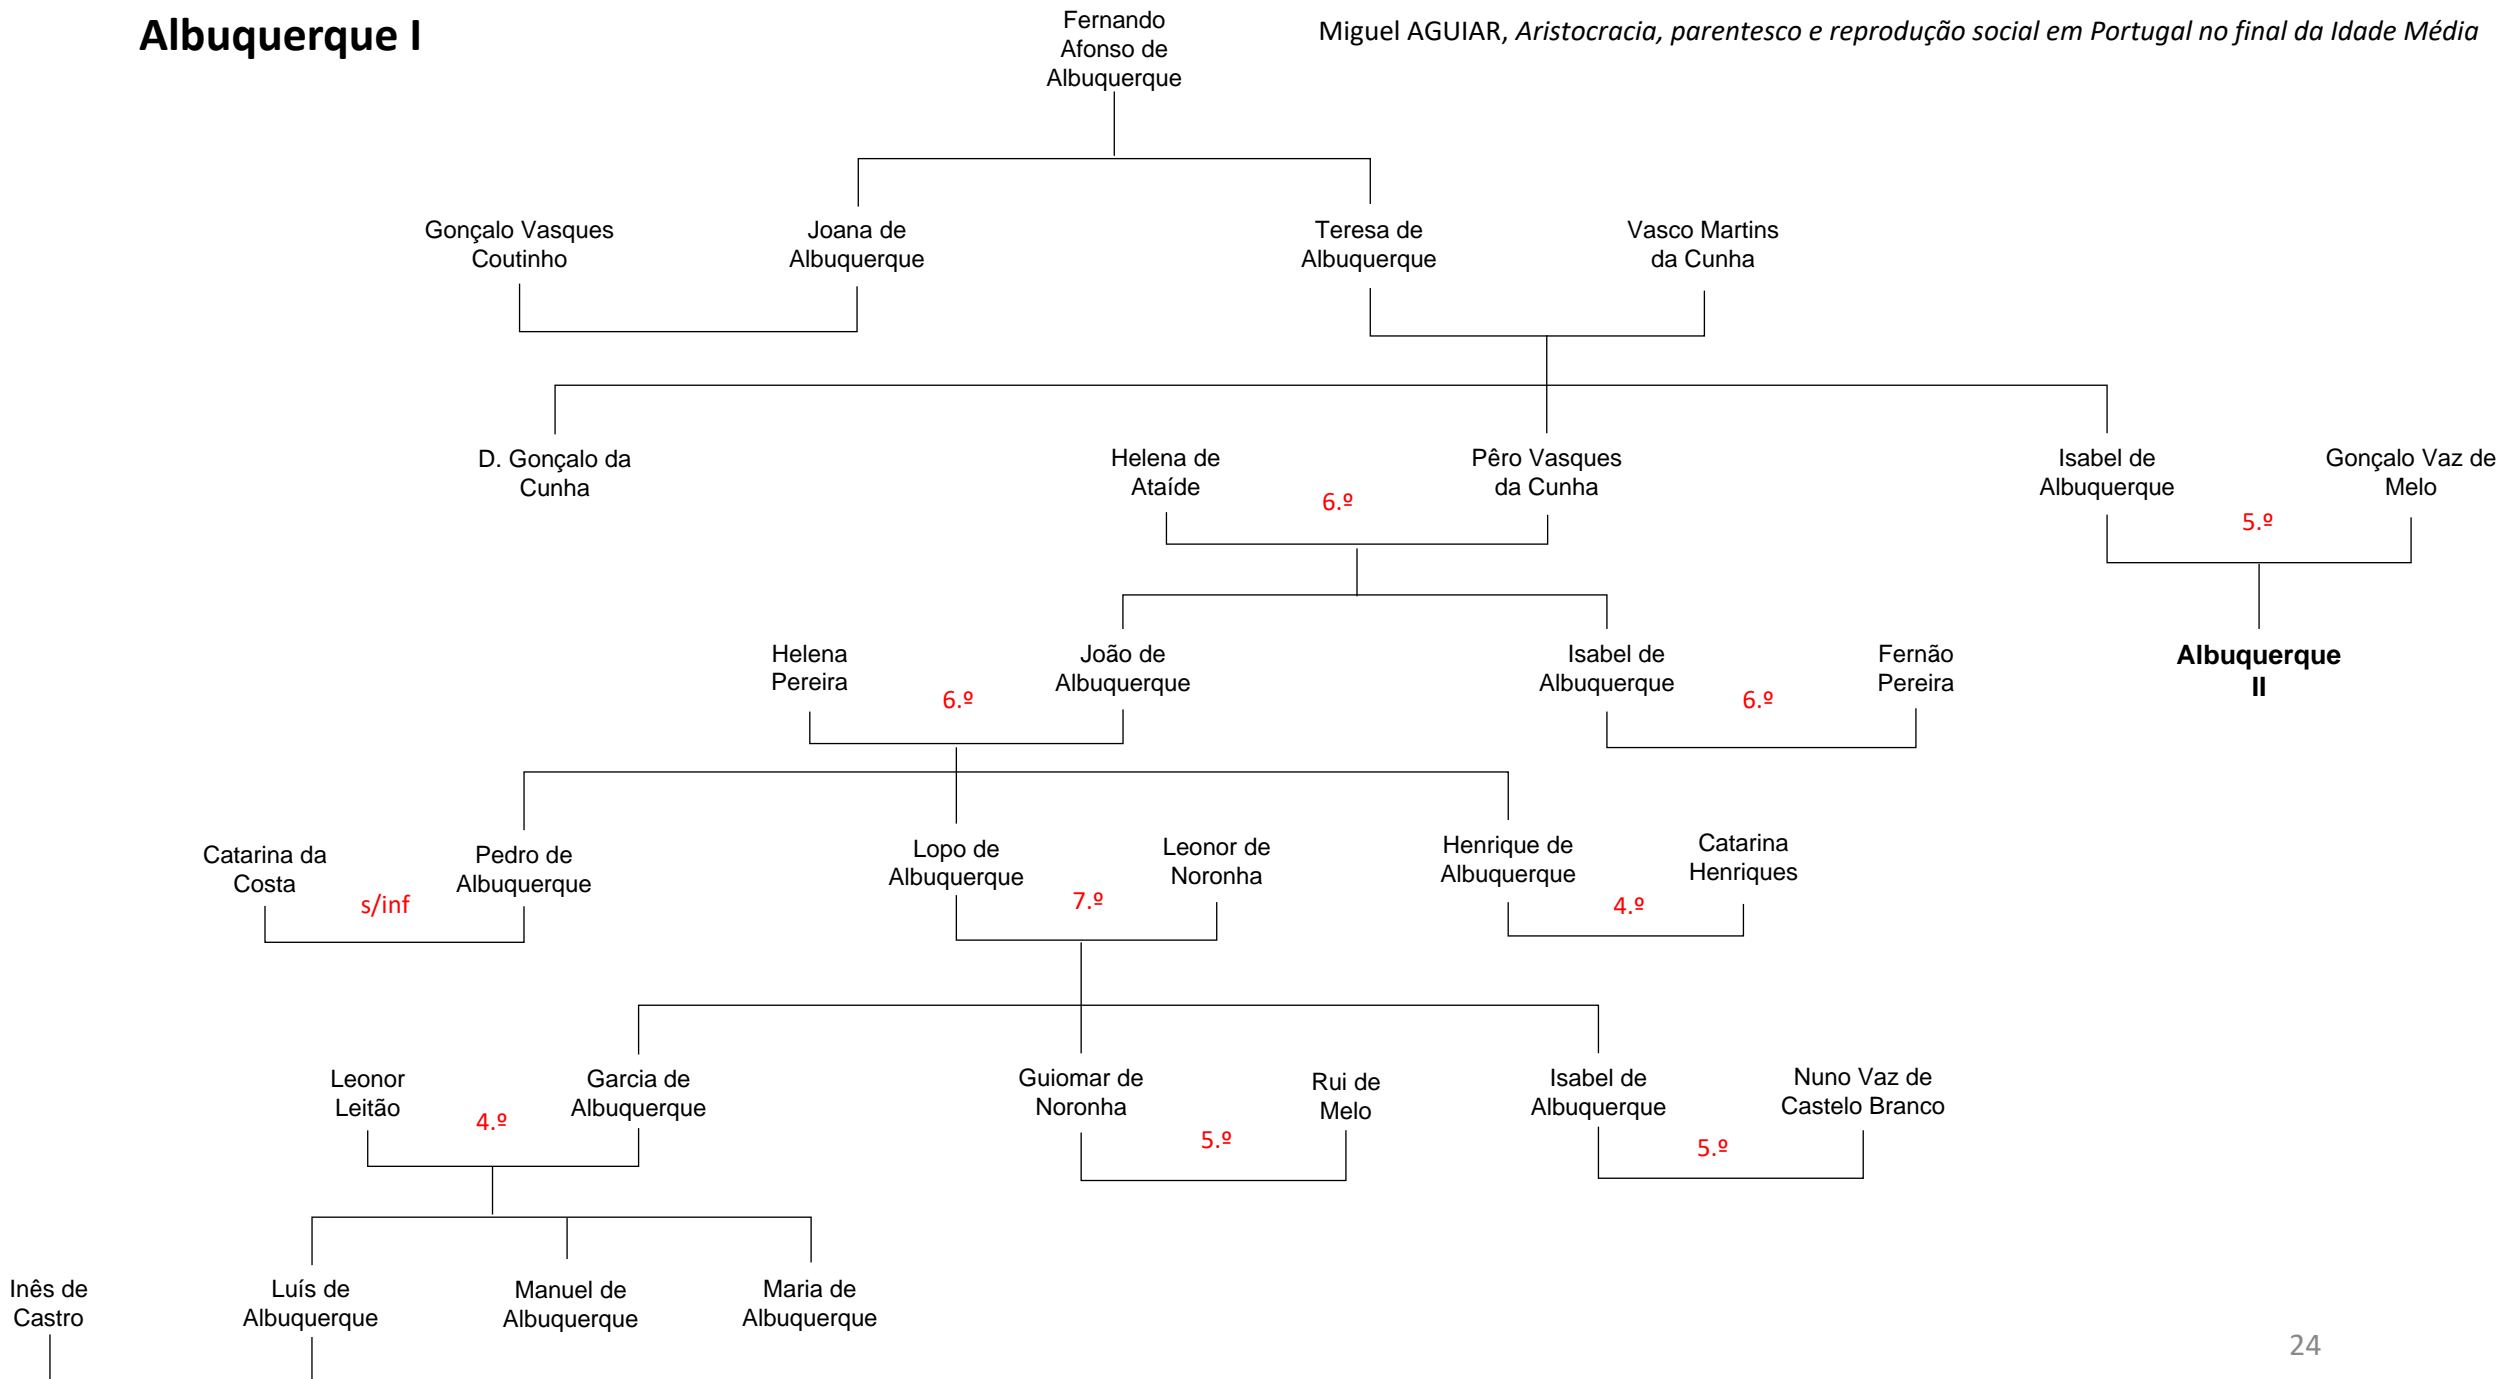 Albuquerque I
Miguel AGUIAR, Aristocracia, parentesco e reprodução social em Portugal no final da Idade Média
Fernando
Afonso de
Albuquerque
Gonçalo Vasques
Coutinho
Joana de
Albuquerque
Teresa de
Albuquerque
Vasco Martins
da Cunha
D. Gonçalo da
Cunha
Helena de
Ataíde
6.º
Pêro Vasques
da Cunha
Isabel de
Albuquerque
5.º
Gonçalo Vaz de
Melo
Helena
Pereira
6.º
João de
Albuquerque
Isabel de
Albuquerque
6.º
Fernão
Pereira
Albuquerque
II
Catarina da
Costa
s/inf
Pedro de
Albuquerque
Lopo de
Albuquerque
7.º
Leonor de
Noronha
Henrique de
Albuquerque
4.º
Catarina
Henriques
Leonor
Leitão
4.º
Garcia de
Albuquerque
Guiomar de
Noronha
5.º
Rui de
Melo
Isabel de
Albuquerque
5.º
Nuno Vaz de
Castelo Branco
Inês de
Castro
Luís de
Albuquerque
Manuel de
Albuquerque
Maria de
Albuquerque
24